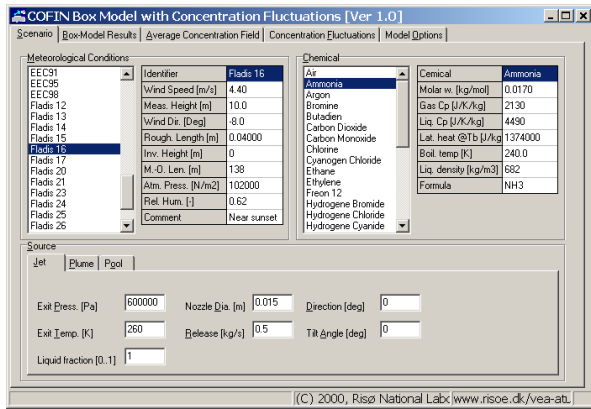 COFIN Box Model with Concentration Fluctuations [Ver 1.0]
Scenario Box-Model Results Average Concentration Field Concentration Fluctuations Model Options
Meteorological Conditions
EEC91
EEC95
EEC98
Fladis 12
Fladis 13
Fladis 14
Fladis 15
Fladis 16
Fladis 17
Fladis 20
Fladis 21
Fladis 23
Fladis 24
Fladis 25
Fladis 26
Identifier Fladis 16
Wind Speed [m/s] 4.40
Meas. Height [m] 10.0
Wind Dir. [Deg] -8.0
Rough. Length [m] 0.04000
Inv. Height [m] 0
M.-O. Len. [m] 138
Atm. Press. [N/m2] 102000
Rel. Hum. [-] 0.62
Comment Near sunset
Chemical
Air
Ammonia
Argon
Bromine
Butadien
Carbon Dioxide
Carbon Monoxide
Chlorine
Cyanogen Chloride
Ethane
Ethylene
Freon 12
Hydrogene Bromide
Hydrogene Chloride
Hydrogene Cyanide
Cemical Ammonia
Molar w. [kg/mol] 0.0170
Gas Cp [J/K/kg] 2130
Liq. Cp [J/K/kg] 4490
Lat. heat @Tb [J/kg 1374000
Boil. temp [K] 240.0
Liq. density [kg/m3] 682
Formula NH3
Source
Jet Plume Pool
Exit Press. [Pa] 600000 Nozzle Dia. [m] 0.015 Direction [deg] 0
Exit Temp. [K] 260 Release [kg/s] 0.5 Tilt Angle [deg] 0
Liquid fraction [0..1] 1
(C) 2000, Risø National Labo www.risoe.dk/vea-atu